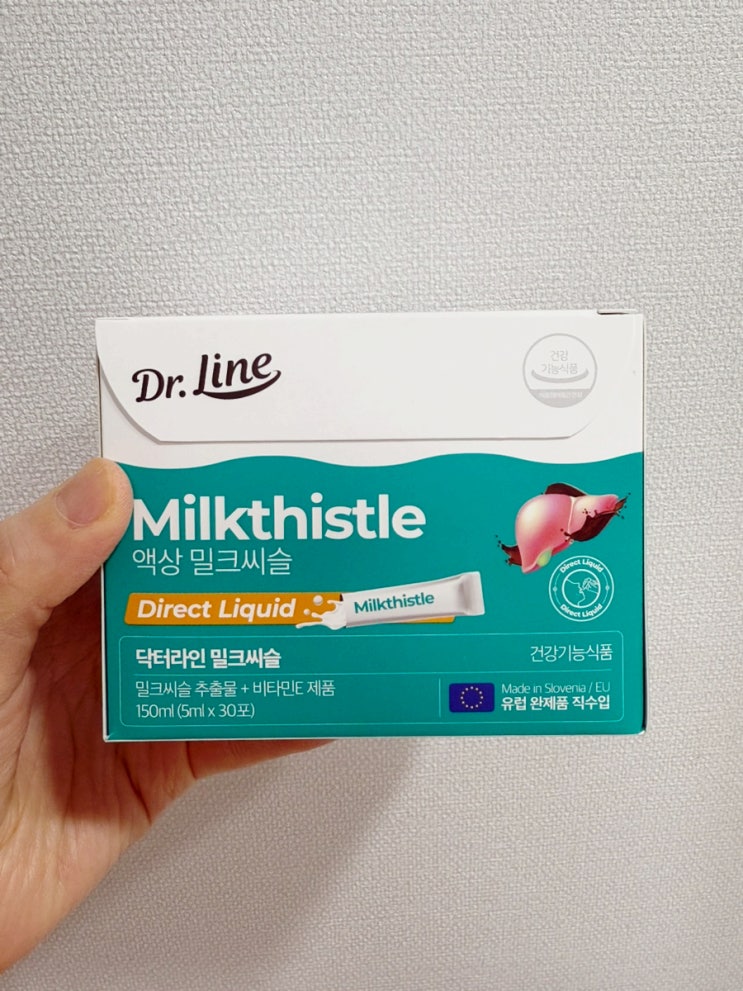 Dr. Line
건강
기능식품
Milkthistle
액상 밀크씨슬
Direct Liquid
Milkthistle
Direct Liquid
Direct Liquid
닥터라인 밀크씨슬
건강기능식품
밀크씨슬 추출물 + 비타민E 제품
150ml (5ml x 30포)
Made in Slovenia / EU
유럽 완제품 직수입